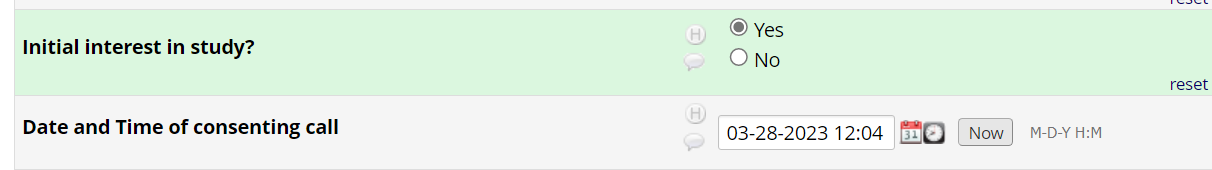 reset
Initial interest in study?
H
Yes
No
reset
Date and Time of consenting call
H
03-28-2023 12:04
31
Now
M-D-Y H:M